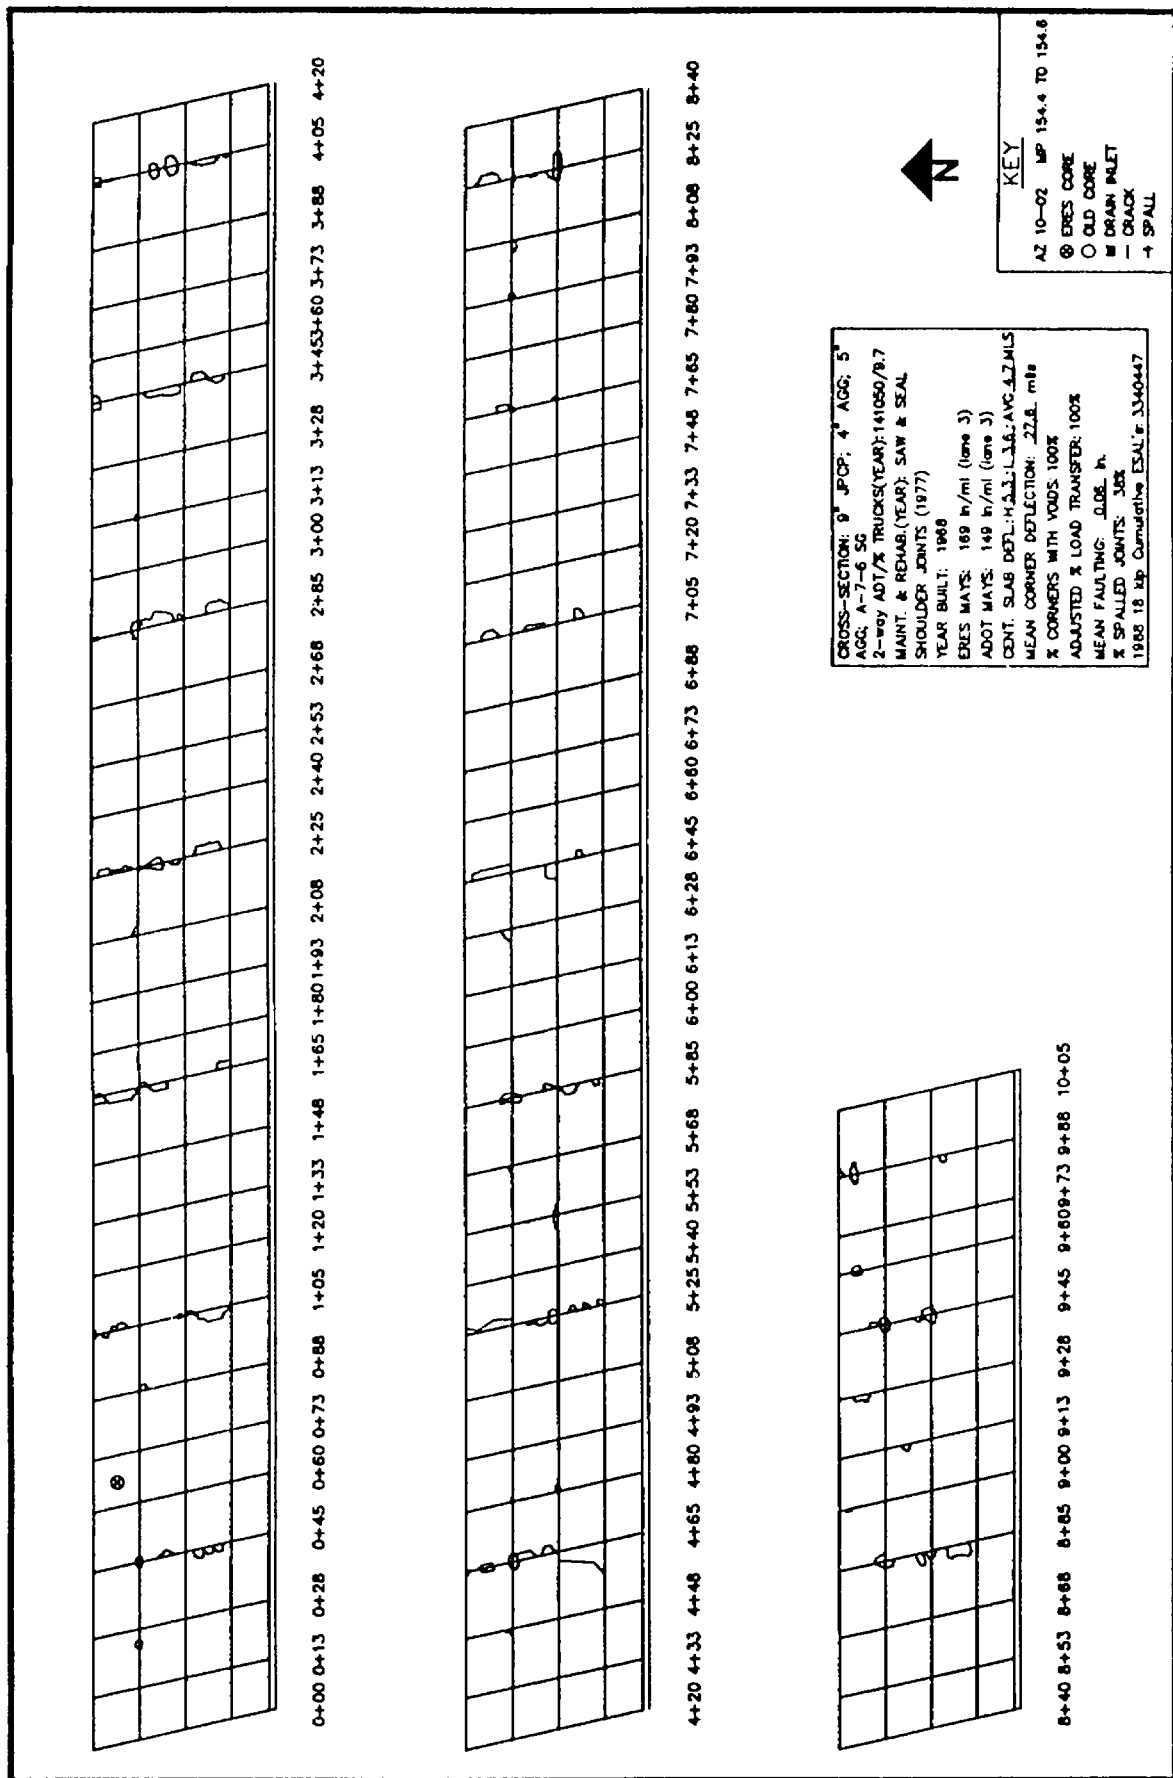 0+00 0+13 0+28 0+45 0+60 0+73 0+88 1+05 1+20 1+33 1+48 1+65 1+80 1+93 2+08 2+25 2+40 2+53 2+68 2+85 3+00 3+13 3+28 3+45 3+60 3+73 3+88 4+05 4+20
4+20 4+33 4+48 4+65 4+80 4+93 5+08 5+25 5+40 5+53 5+68 5+85 6+00 6+13 6+28 6+45 6+60 6+73 6+88 7+05 7+20 7+33 7+48 7+65 7+80 7+93 8+08 8+25 8+40
8+40 8+53 8+68 8+85 9+00 9+13 9+28 9+45 9+60 9+73 9+88 10+05
CROSS-SECTION: 9" JPCP; 4" AGG; 5"
AGG; A-7-6 SG
2-way ADT/% TRUCKS(YEAR):141050/9.7
MAINT. & REHAB.(YEAR): SAW & SEAL
SHOULDER JOINTS (1977)
YEAR BUILT: 1968
ERES MAYS: 169 in/mi (lane 3)
ADOT MAYS: 149 in/mi (lane 3)
CENT. SLAB DEFL.: H 5.3; L 3.6; AVG 4.7 MILS
MEAN CORNER DEFLECTION: 27.8 mils
% CORNERS WITH VOIDS: 100%
ADJUSTED % LOAD TRANSFER: 100%
MEAN FAULTING: 0.06 in.
% SPALLED JOINTS: 38%
1988 18 kip Cumulative ESAL's: 3340447
N
KEY
AZ 10-02 MP 154.4 TO 154.6
ERES CORE
OLD CORE
DRAIN INLET
CRACK
SPALL